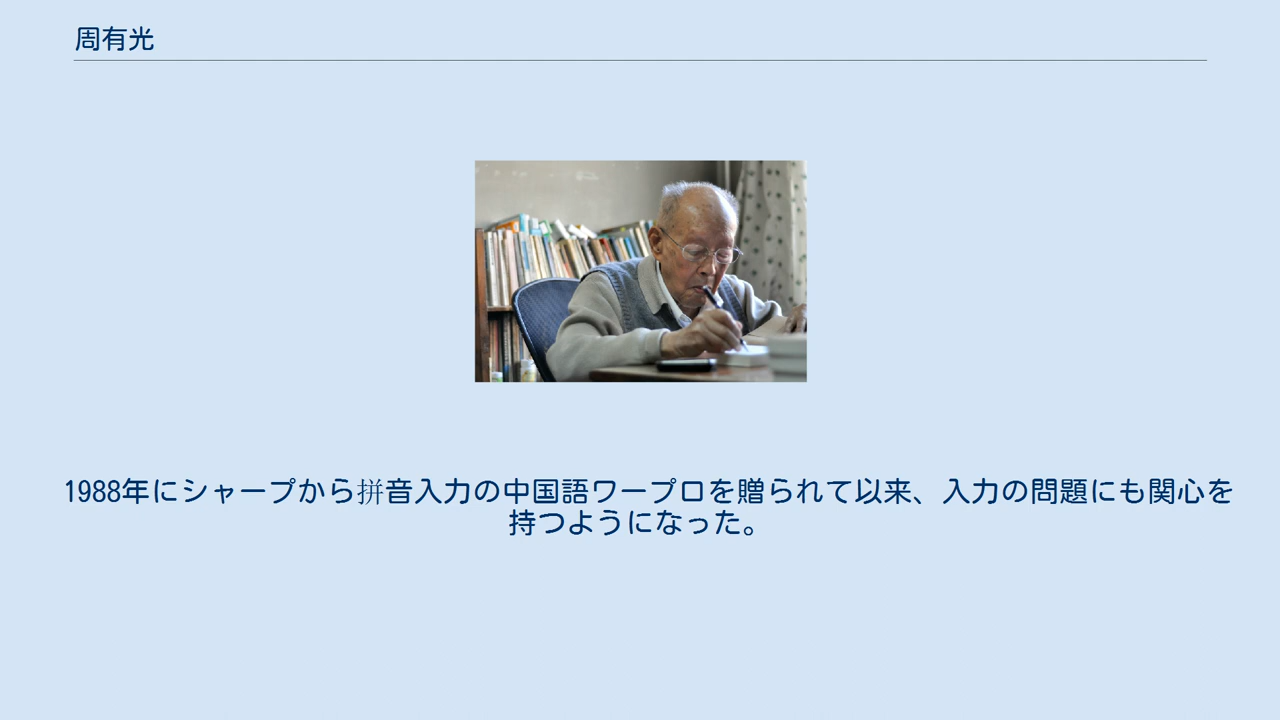 周有光
1988年にシャープから拼音入力の中国語ワープロを贈られて以来、入力の問題にも関心を
持つようになった。